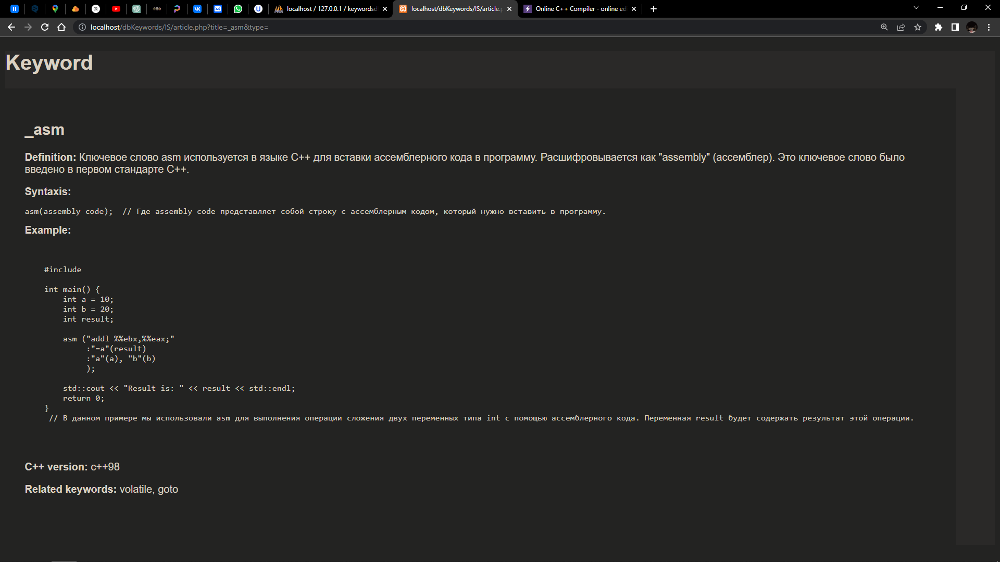 localhost / 127.0.0.1 / keywordsd
localhost/dbKeywords/IS/article.p
Online C++ Compiler - online ed
localhost/dbKeywords/IS/article.php?title=_asm&type=
Keyword
_asm
Definition: Ключевое слово asm используется в языке C++ для вставки ассемблерного кода в программу. Расшифровывается как "assembly" (ассемблер). Это ключевое слово было
введено в первом стандарте C++.
Syntaxis:
asm(assembly code);  // Где assembly code представляет собой строку с ассемблерным кодом, который нужно вставить в программу.
Example:
#include
int main() {
    int a = 10;
    int b = 20;
    int result;
    asm ("addl %%ebx,%%eax;"
         :"=a"(result)
         :"a"(a), "b"(b)
         );
    std::cout << "Result is: " << result << std::endl;
    return 0;
}
// В данном примере мы использовали asm для выполнения операции сложения двух переменных типа int с помощью ассемблерного кода. Переменная result будет содержать результат этой операции.
C++ version: c++98
Related keywords: volatile, goto